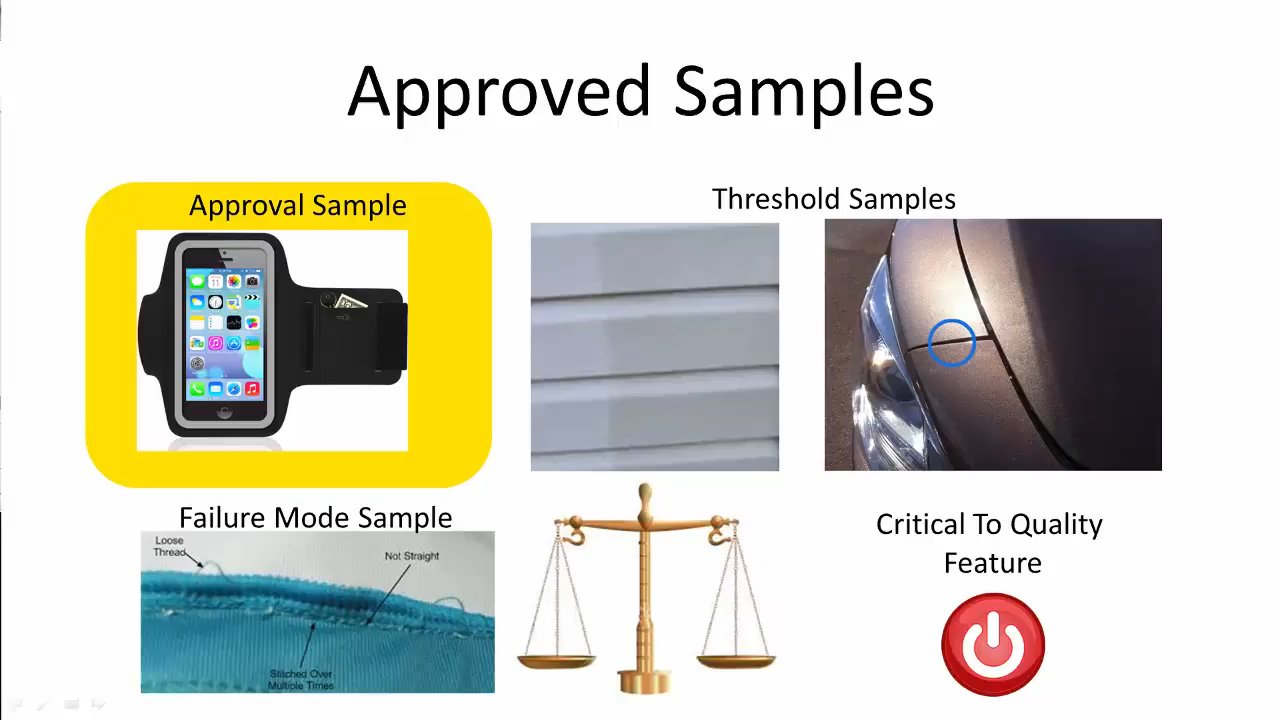 Approved Samples
Approval Sample
Threshold Samples
Failure Mode Sample
Loose
Thread
Not Straight
Stitched Over
Multiple Times
Critical To Quality
Feature